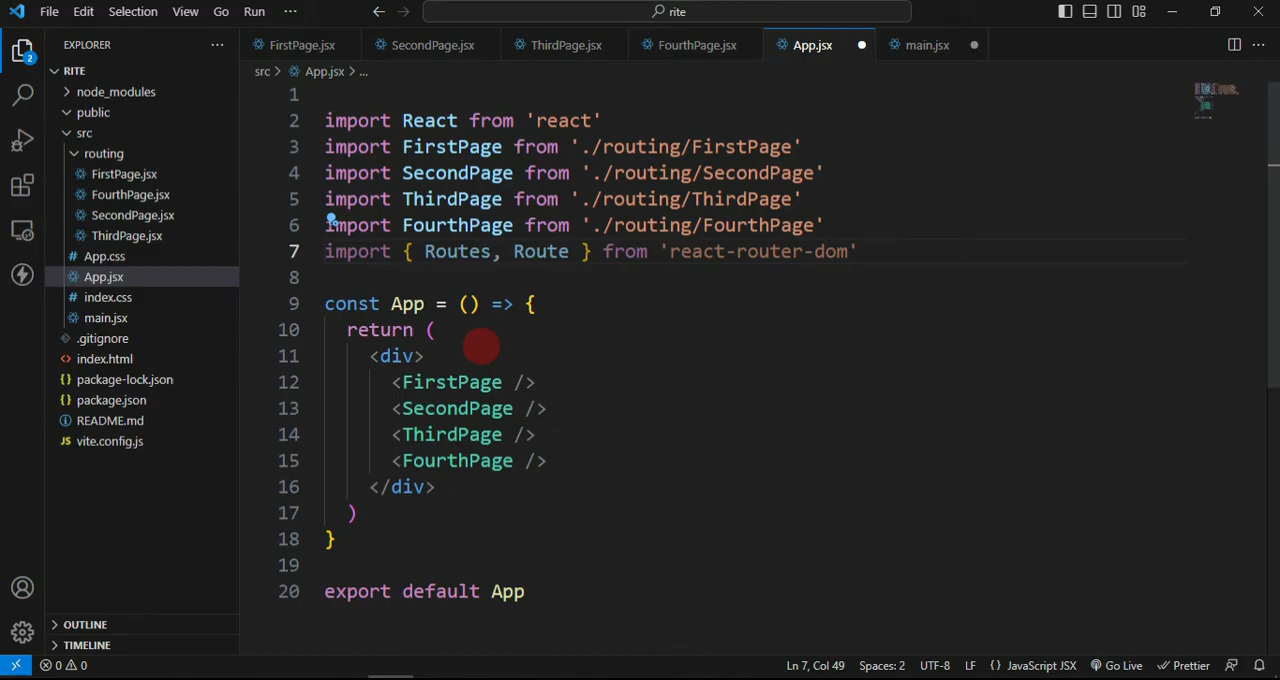 File Edit Selection View Go Run ··· rite
EXPLORER ···
FirstPage.jsx SecondPage.jsx ThirdPage.jsx FourthPage.jsx App.jsx main.jsx ···
src > App.jsx > ...
RITE
node_modules
public
src
routing
FirstPage.jsx
FourthPage.jsx
SecondPage.jsx
ThirdPage.jsx
App.css
App.jsx
index.css
main.jsx
.gitignore
index.html
package-lock.json
package.json
README.md
vite.config.js
OUTLINE
TIMELINE
2
1
2 import React from 'react'
3 import FirstPage from './routing/FirstPage'
4 import SecondPage from './routing/SecondPage'
5 import ThirdPage from './routing/ThirdPage'
6 import FourthPage from './routing/FourthPage'
7 import { Routes, Route } from 'react-router-dom'
8
9 const App = () => {
10 return (
11 <div>
12 <FirstPage />
13 <SecondPage />
14 <ThirdPage />
15 <FourthPage />
16 </div>
17 )
18 }
19
20 export default App
0 0 Ln 7, Col 49 Spaces: 2 UTF-8 LF {} JavaScript JSX Go Live Prettier